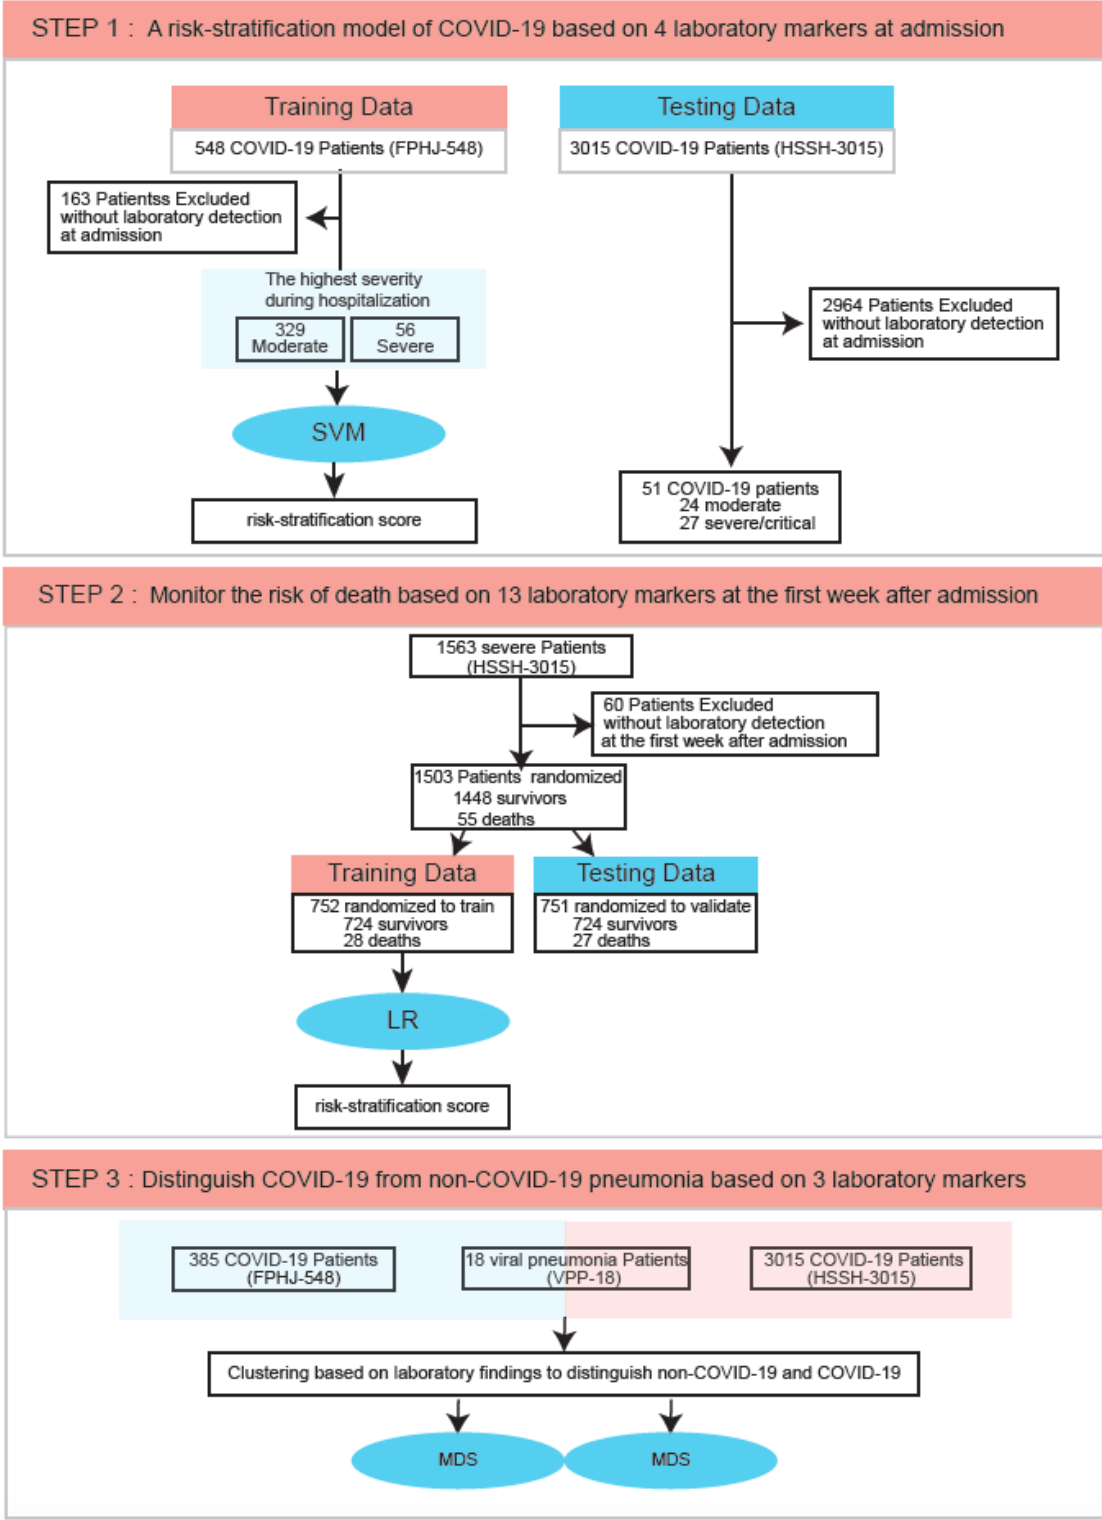 STEP 1 : A risk-stratification model of COVID-19 based on 4 laboratory markers at admission
Training Data
548 COVID-19 Patients (FPHJ-548)
163 Patientss Excluded
without laboratory detection
at admission
The highest severity
during hospitalization
329
Moderate
56
Severe
SVM
risk-stratification score
Testing Data
3015 COVID-19 Patients (HSSH-3015)
2964 Patients Excluded
without laboratory detection
at admission
51 COVID-19 patients
24 moderate
27 severe/critical
STEP 2 : Monitor the risk of death based on 13 laboratory markers at the first week after admission
1563 severe Patients
(HSSH-3015)
60 Patients Excluded
without laboratory detection
at the first week after admission
1503 Patients randomized
1448 survivors
55 deaths
Training Data
752 randomized to train
724 survivors
28 deaths
LR
risk-stratification score
Testing Data
751 randomized to validate
724 survivors
27 deaths
STEP 3 : Distinguish COVID-19 from non-COVID-19 pneumonia based on 3 laboratory markers
385 COVID-19 Patients
(FPHJ-548)
18 viral pneumonia Patients
(VPP-18)
3015 COVID-19 Patients
(HSSH-3015)
Clustering based on laboratory findings to distinguish non-COVID-19 and COVID-19
MDS
MDS